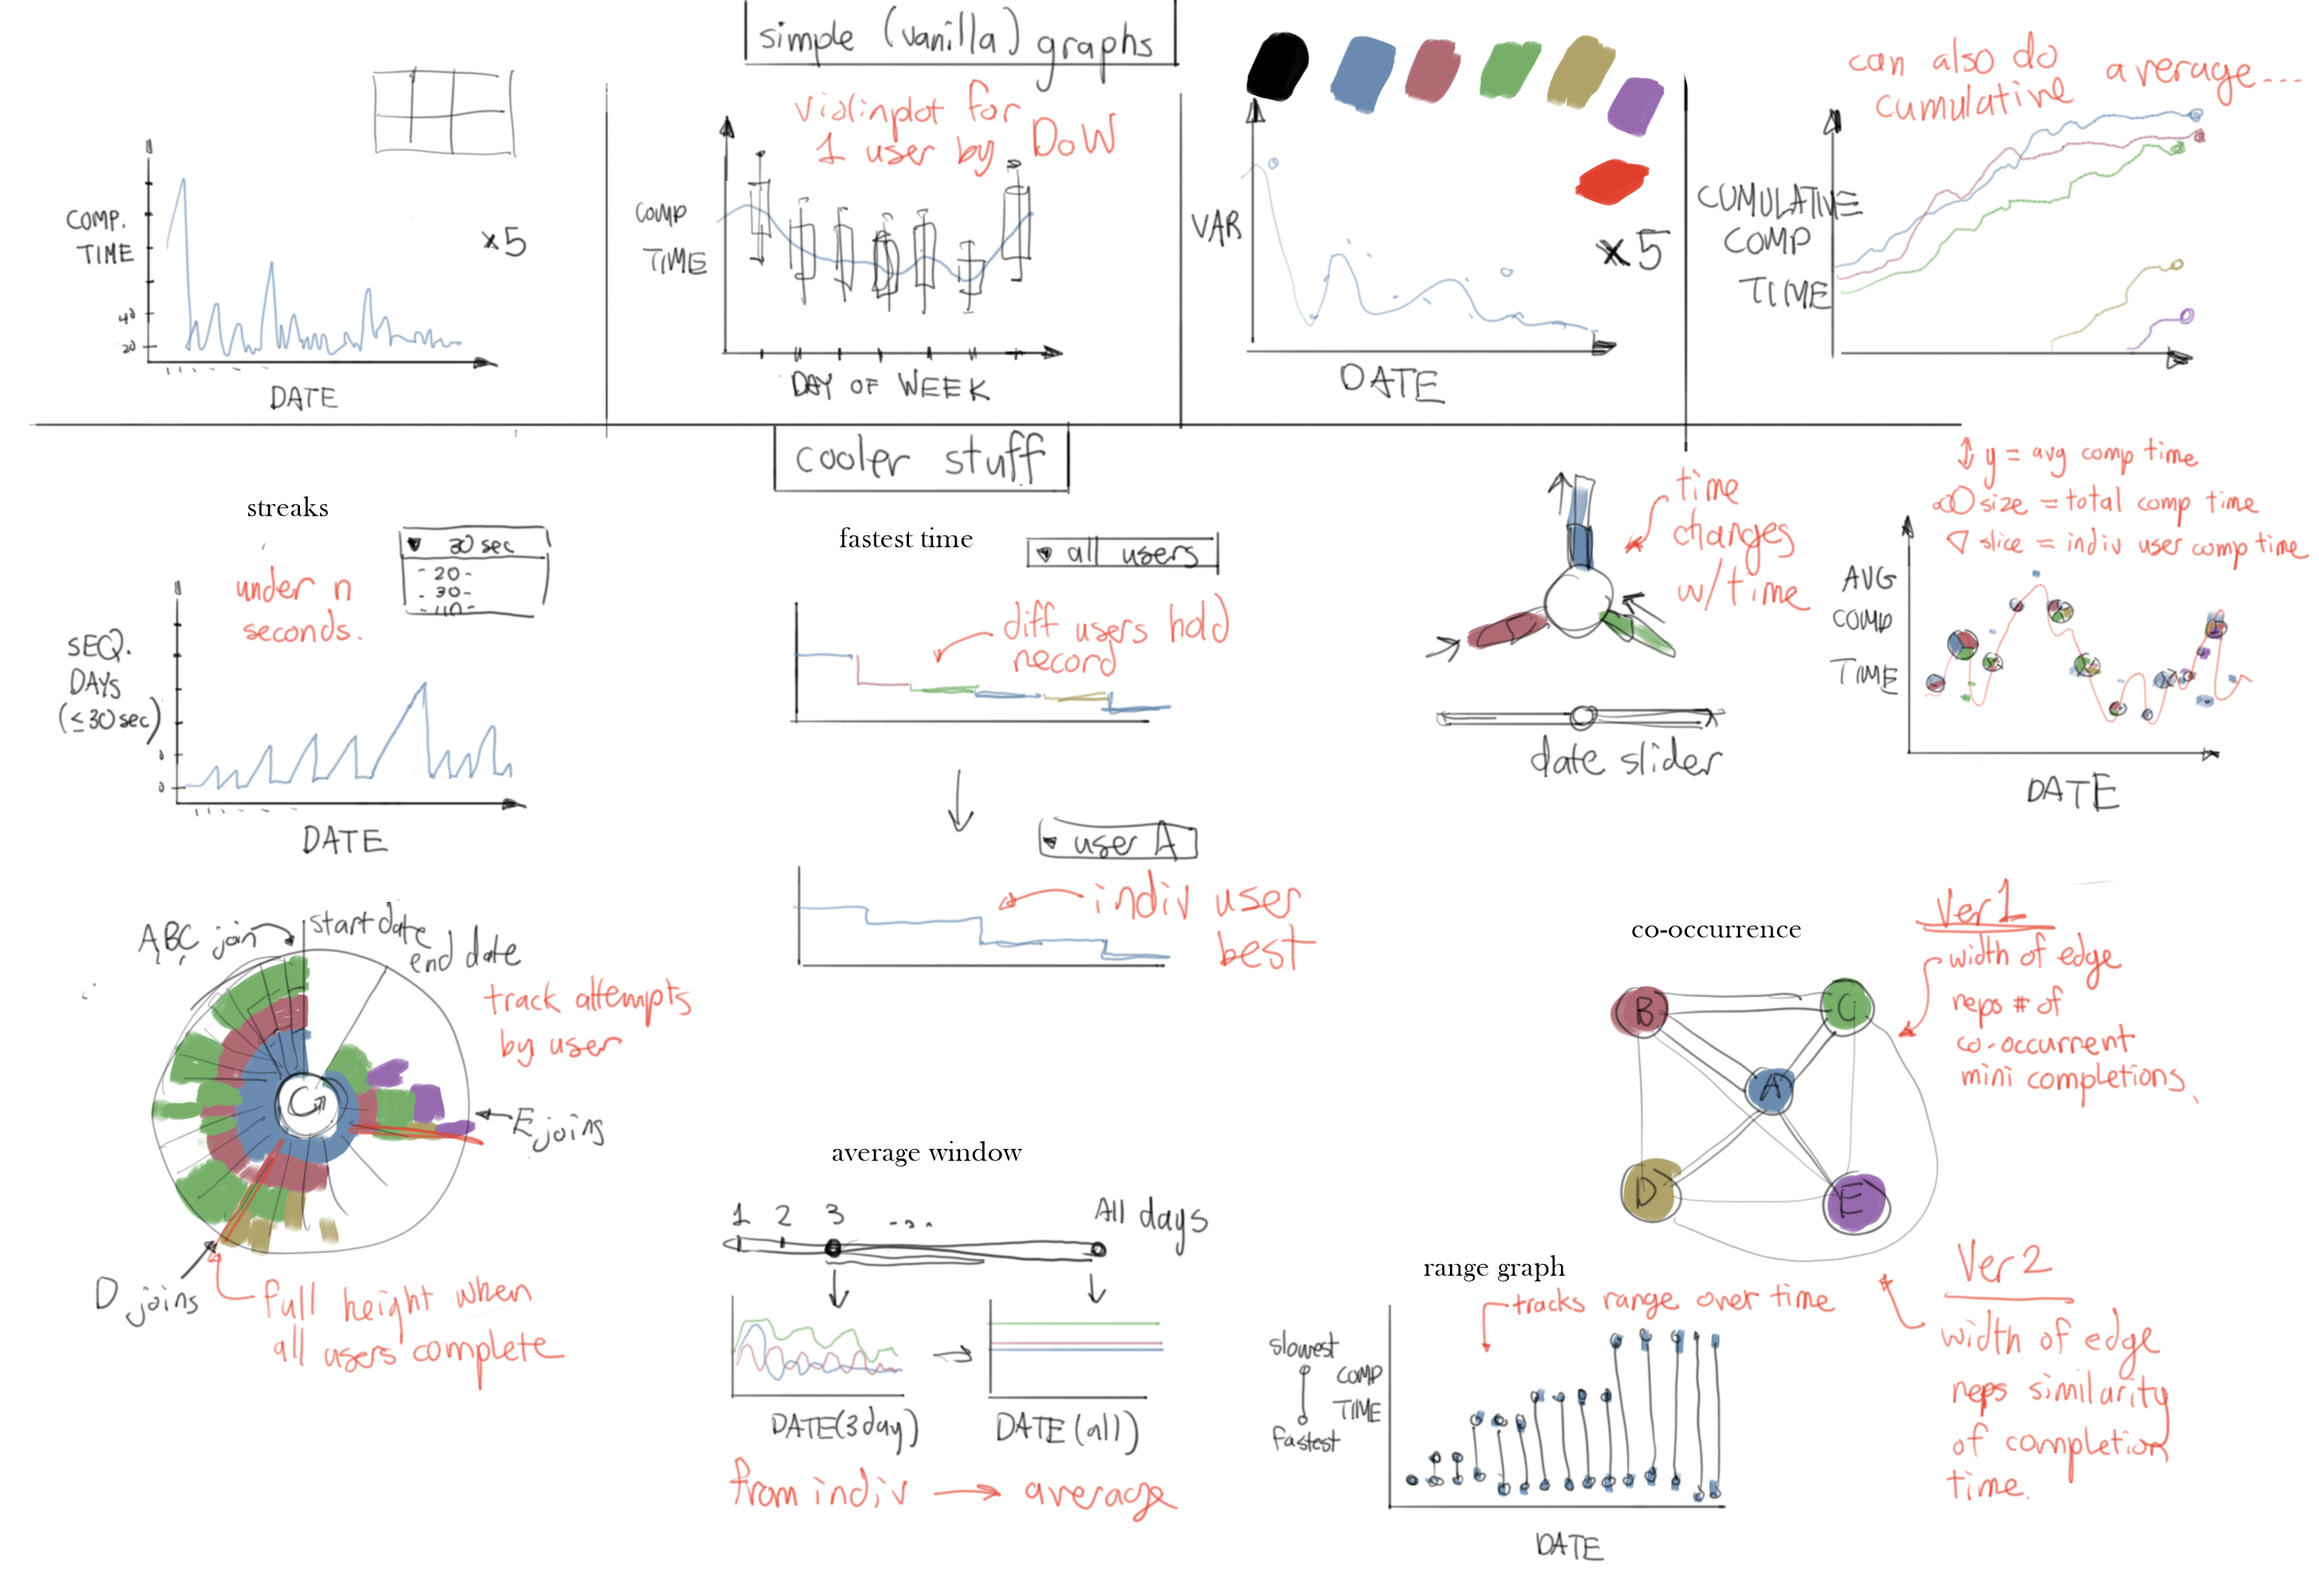 simple (vanilla) graphs
COMP.
TIME
40
20
x5
DATE
violinplot for
1 user by DoW
COMP
TIME
DAY OF WEEK
VAR
x5
DATE
can also do
cumulative average...
CUMULATIVE
COMP
TIME
cooler stuff
streaks
under n
seconds.
▼ 30 sec
- 20 -
- 30 -
SEQ.
DAYS
(≤30sec)
0
0
DATE
fastest time
▼ all users
diff users hold
record
▼ user A
indiv user
best
time
changes
w/ time
date slider
y = avg comp time
size = total comp time
slice = indiv user comp time
AVG
COMP
TIME
DATE
ABC join
start date
end date
track attempts
by user
E joins
D joins
full height when
all users complete
average window
1 2 3 ... All days
DATE(3day)
DATE(all)
from indiv → average
co-occurrence
B
C
A
D
E
Ver 1
width of edge
reps # of
co-occurrent
mini completions.
Ver 2
width of edge
reps similarity
of completion
time.
range graph
tracks range over time
slowest
fastest
COMP
TIME
DATE